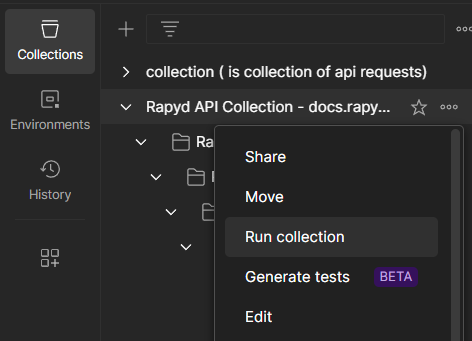 Collections
Environments
History
collection ( is collection of api requests)
Rapyd API Collection - docs.rapy...
Ra
Share
Move
Run collection
Generate tests BETA
Edit